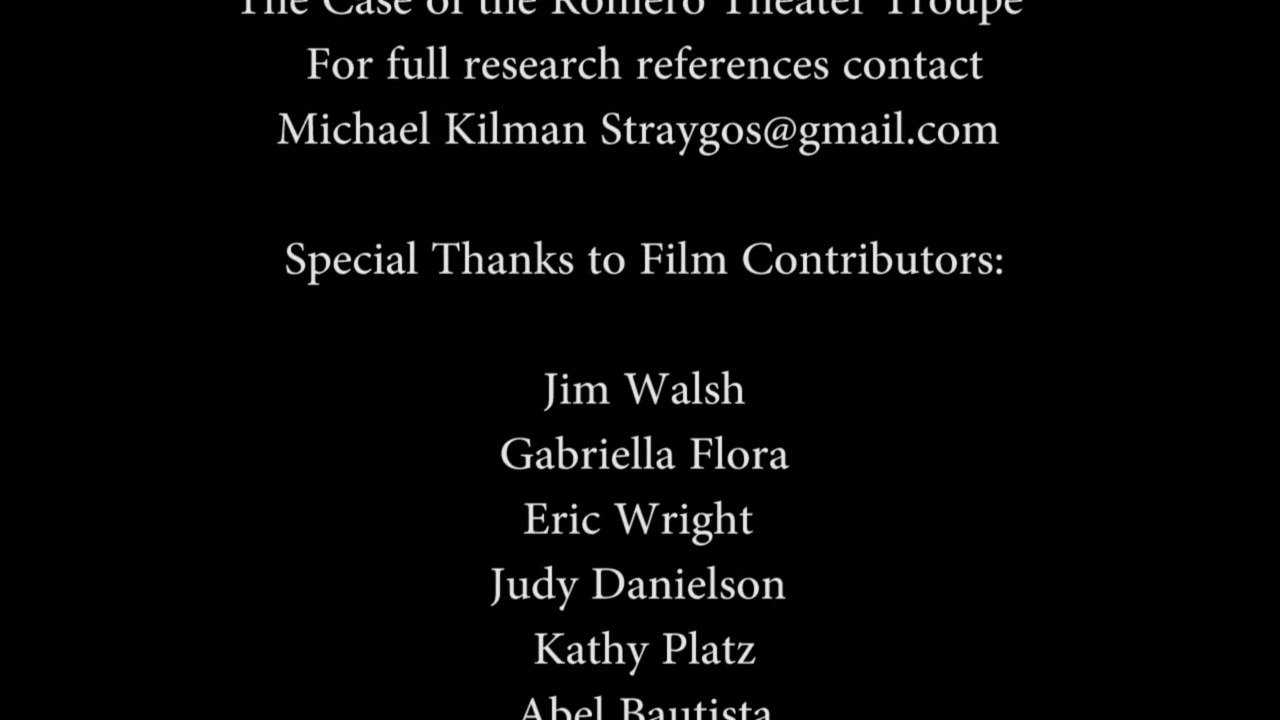 The Case of the Romero Theater Troupe
For full research references contact
Michael Kilman Straygos@gmail.com
Special Thanks to Film Contributors:
Jim Walsh
Gabriella Flora
Eric Wright
Judy Danielson
Kathy Platz
Abel Bautista